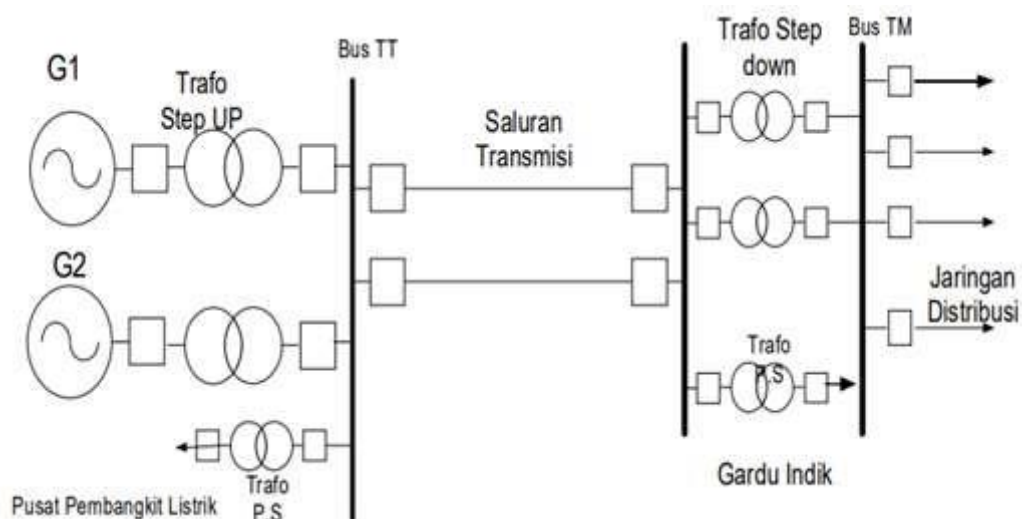 G1
Trafo
Step UP
Bus TT
Saluran
Transmisi
Trafo Step
down
Bus TM
G2
Jaringan
Distribusi
Trafo
P.S
Gardu Indik
Trafo
P.S
Pusat Pembangkit Listrik